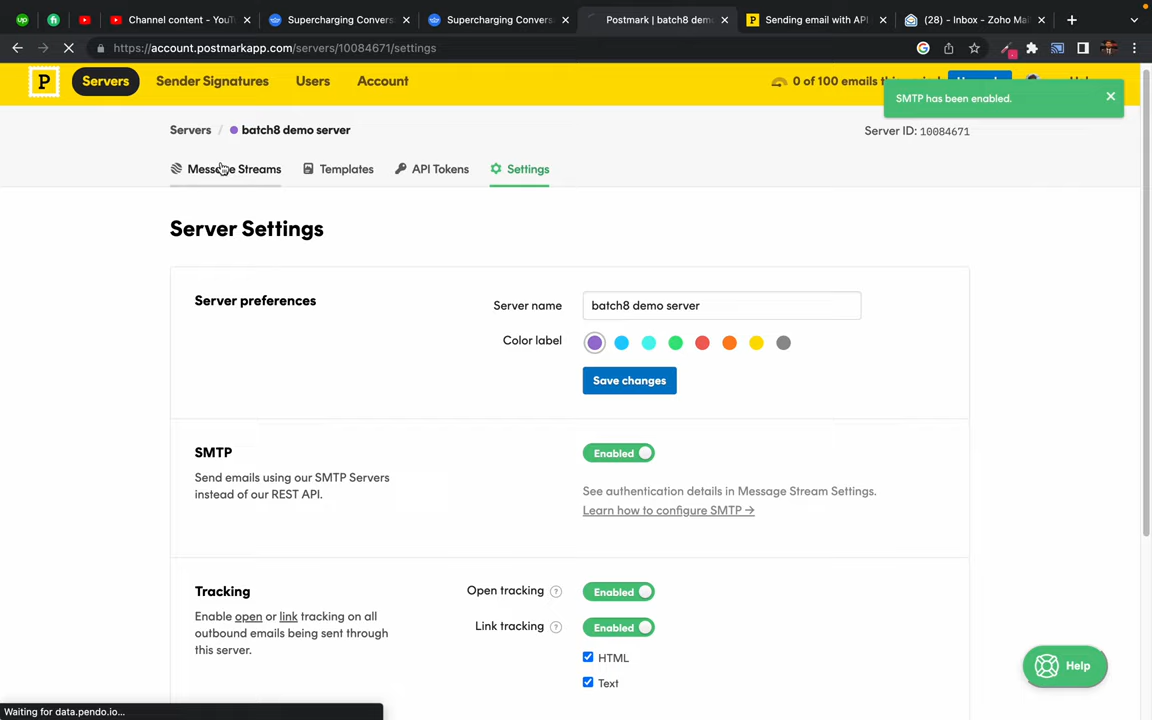 up
fi
Channel content - YouTu
Supercharging Convers
Supercharging Convers
Postmark | batch8 demo
Sending email with API
(28) - Inbox - Zoho Mai
https://account.postmarkapp.com/servers/10084671/settings
P
Servers
Sender Signatures
Users
Account
0 of 100 emails
SMTP has been enabled.
Servers / batch8 demo server
Server ID: 10084671
Message Streams
Templates
API Tokens
Settings
Server Settings
Server preferences
Server name
batch8 demo server
Color label
Save changes
SMTP
Enabled
Send emails using our SMTP Servers
instead of our REST API.
See authentication details in Message Stream Settings.
Learn how to configure SMTP →
Tracking
Open tracking ?
Enabled
Enable open or link tracking on all
outbound emails being sent through
this server.
Link tracking ?
Enabled
HTML
Text
Help
Waiting for data.pendo.io...